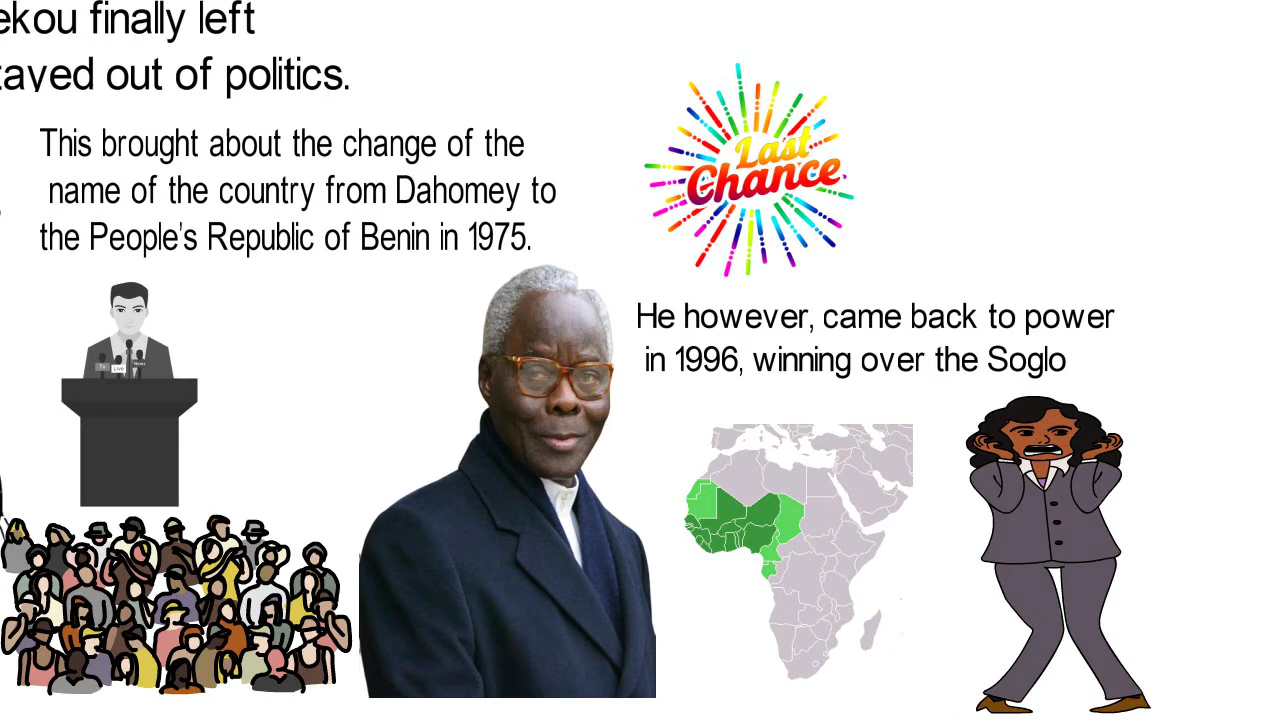 ekou finally left
tayed out of politics.
This brought about the change of the
name of the country from Dahomey to
the People's Republic of Benin in 1975.
Last
Chance
He however, came back to power
in 1996, winning over the Soglo
Live
News